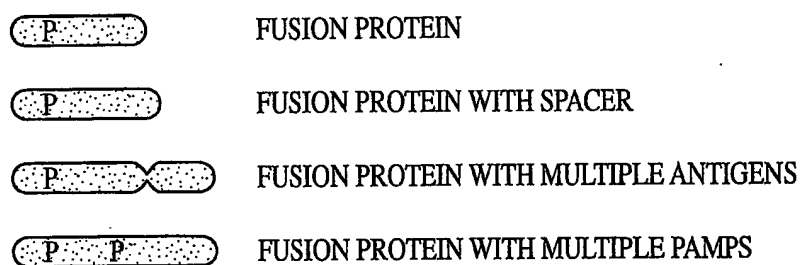 P FUSION PROTEIN
P FUSION PROTEIN WITH SPACER
P FUSION PROTEIN WITH MULTIPLE ANTIGENS
P P FUSION PROTEIN WITH MULTIPLE PAMPS